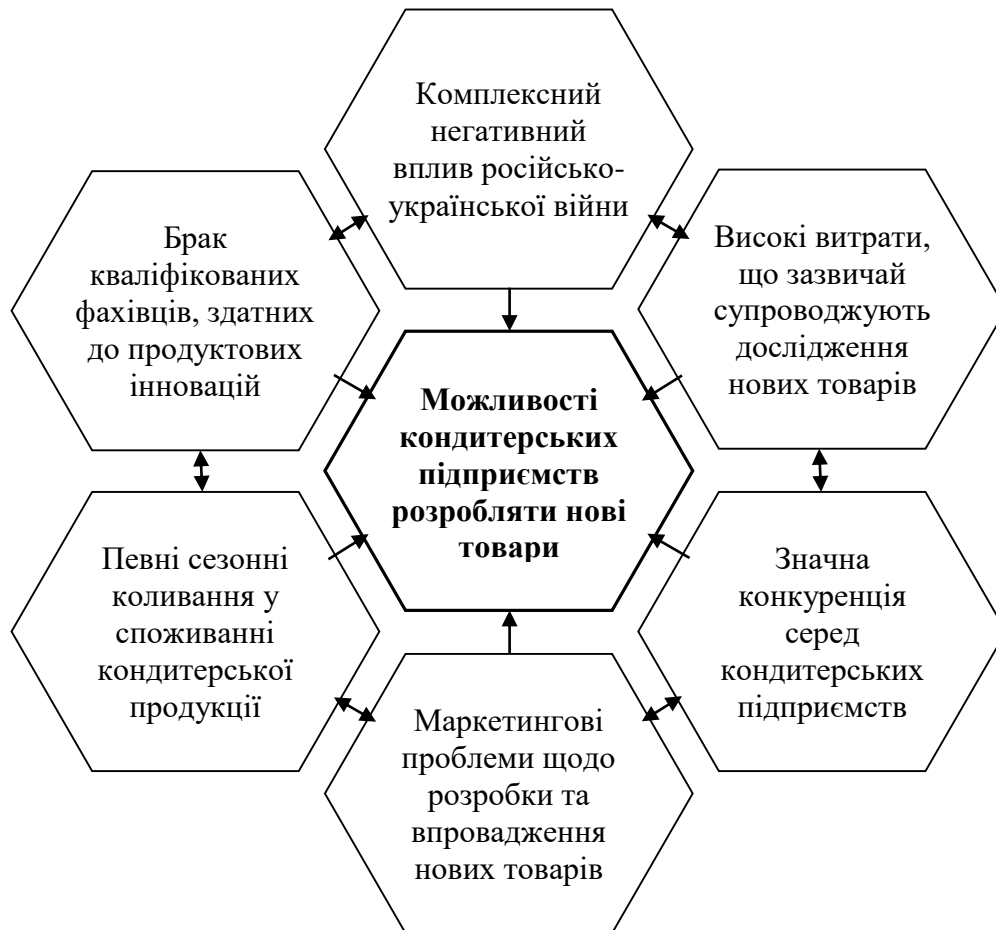 Комплексний
негативний
вплив російсько-
української війни
Брак
кваліфікованих
фахівців, здатних
до продуктових
інновацій
Високі витрати,
що зазвичай
супроводжують
дослідження
нових товарів
Можливості
кондитерських
підприємств
розробляти нові
товари
Певні сезонні
коливання у
споживанні
кондитерської
продукції
Значна
конкуренція
серед
кондитерських
підприємств
Маркетингові
проблеми щодо
розробки та
впровадження
нових товарів